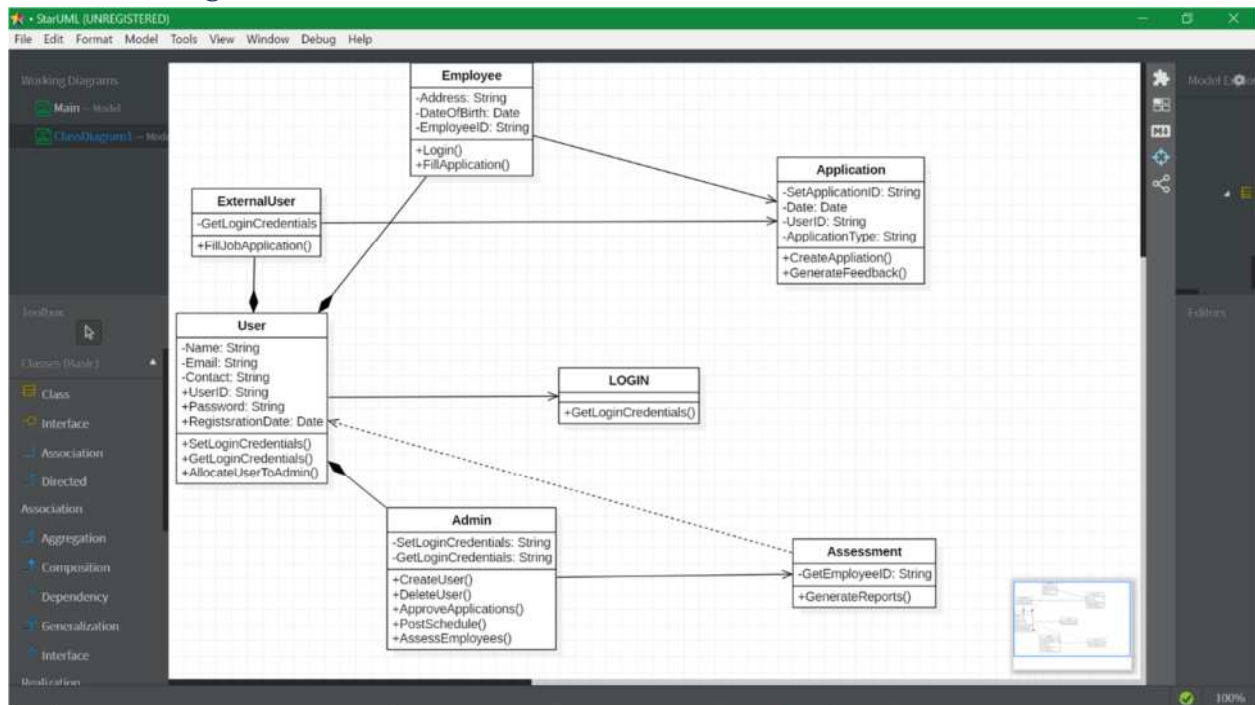 StarUML (UNREGISTERED)
File Edit Format Model Tools View Window Debug Help
Working Diagrams
Main — Model
ClassDiagram1 — Mode
Toolbox
Classes (Basic)
Class
Interface
Association
Directed
Association
Aggregation
Composition
Dependency
Generalization
Interface
Realization
Employee
-Address: String
-DateOfBirth: Date
-EmployeeID: String
+Login()
+FillApplication()
ExternalUser
-GetLoginCredentials
+FillJobApplication()
Application
-SetApplicationID: String
-Date: Date
-UserID: String
-ApplicationType: String
+CreateAppliation()
+GenerateFeedback()
User
-Name: String
-Email: String
-Contact: String
+UserID: String
+Password: String
+RegistsrationDate: Date
+SetLoginCredentials()
+GetLoginCredentials()
+AllocateUserToAdmin()
LOGIN
+GetLoginCredentials()
Admin
-SetLoginCredentials: String
-GetLoginCredentials: String
+CreateUser()
+DeleteUser()
+ApproveApplications()
+PostSchedule()
+AssessEmployees()
Assessment
-GetEmployeeID: String
+GenerateReports()
Model
Editors
100%